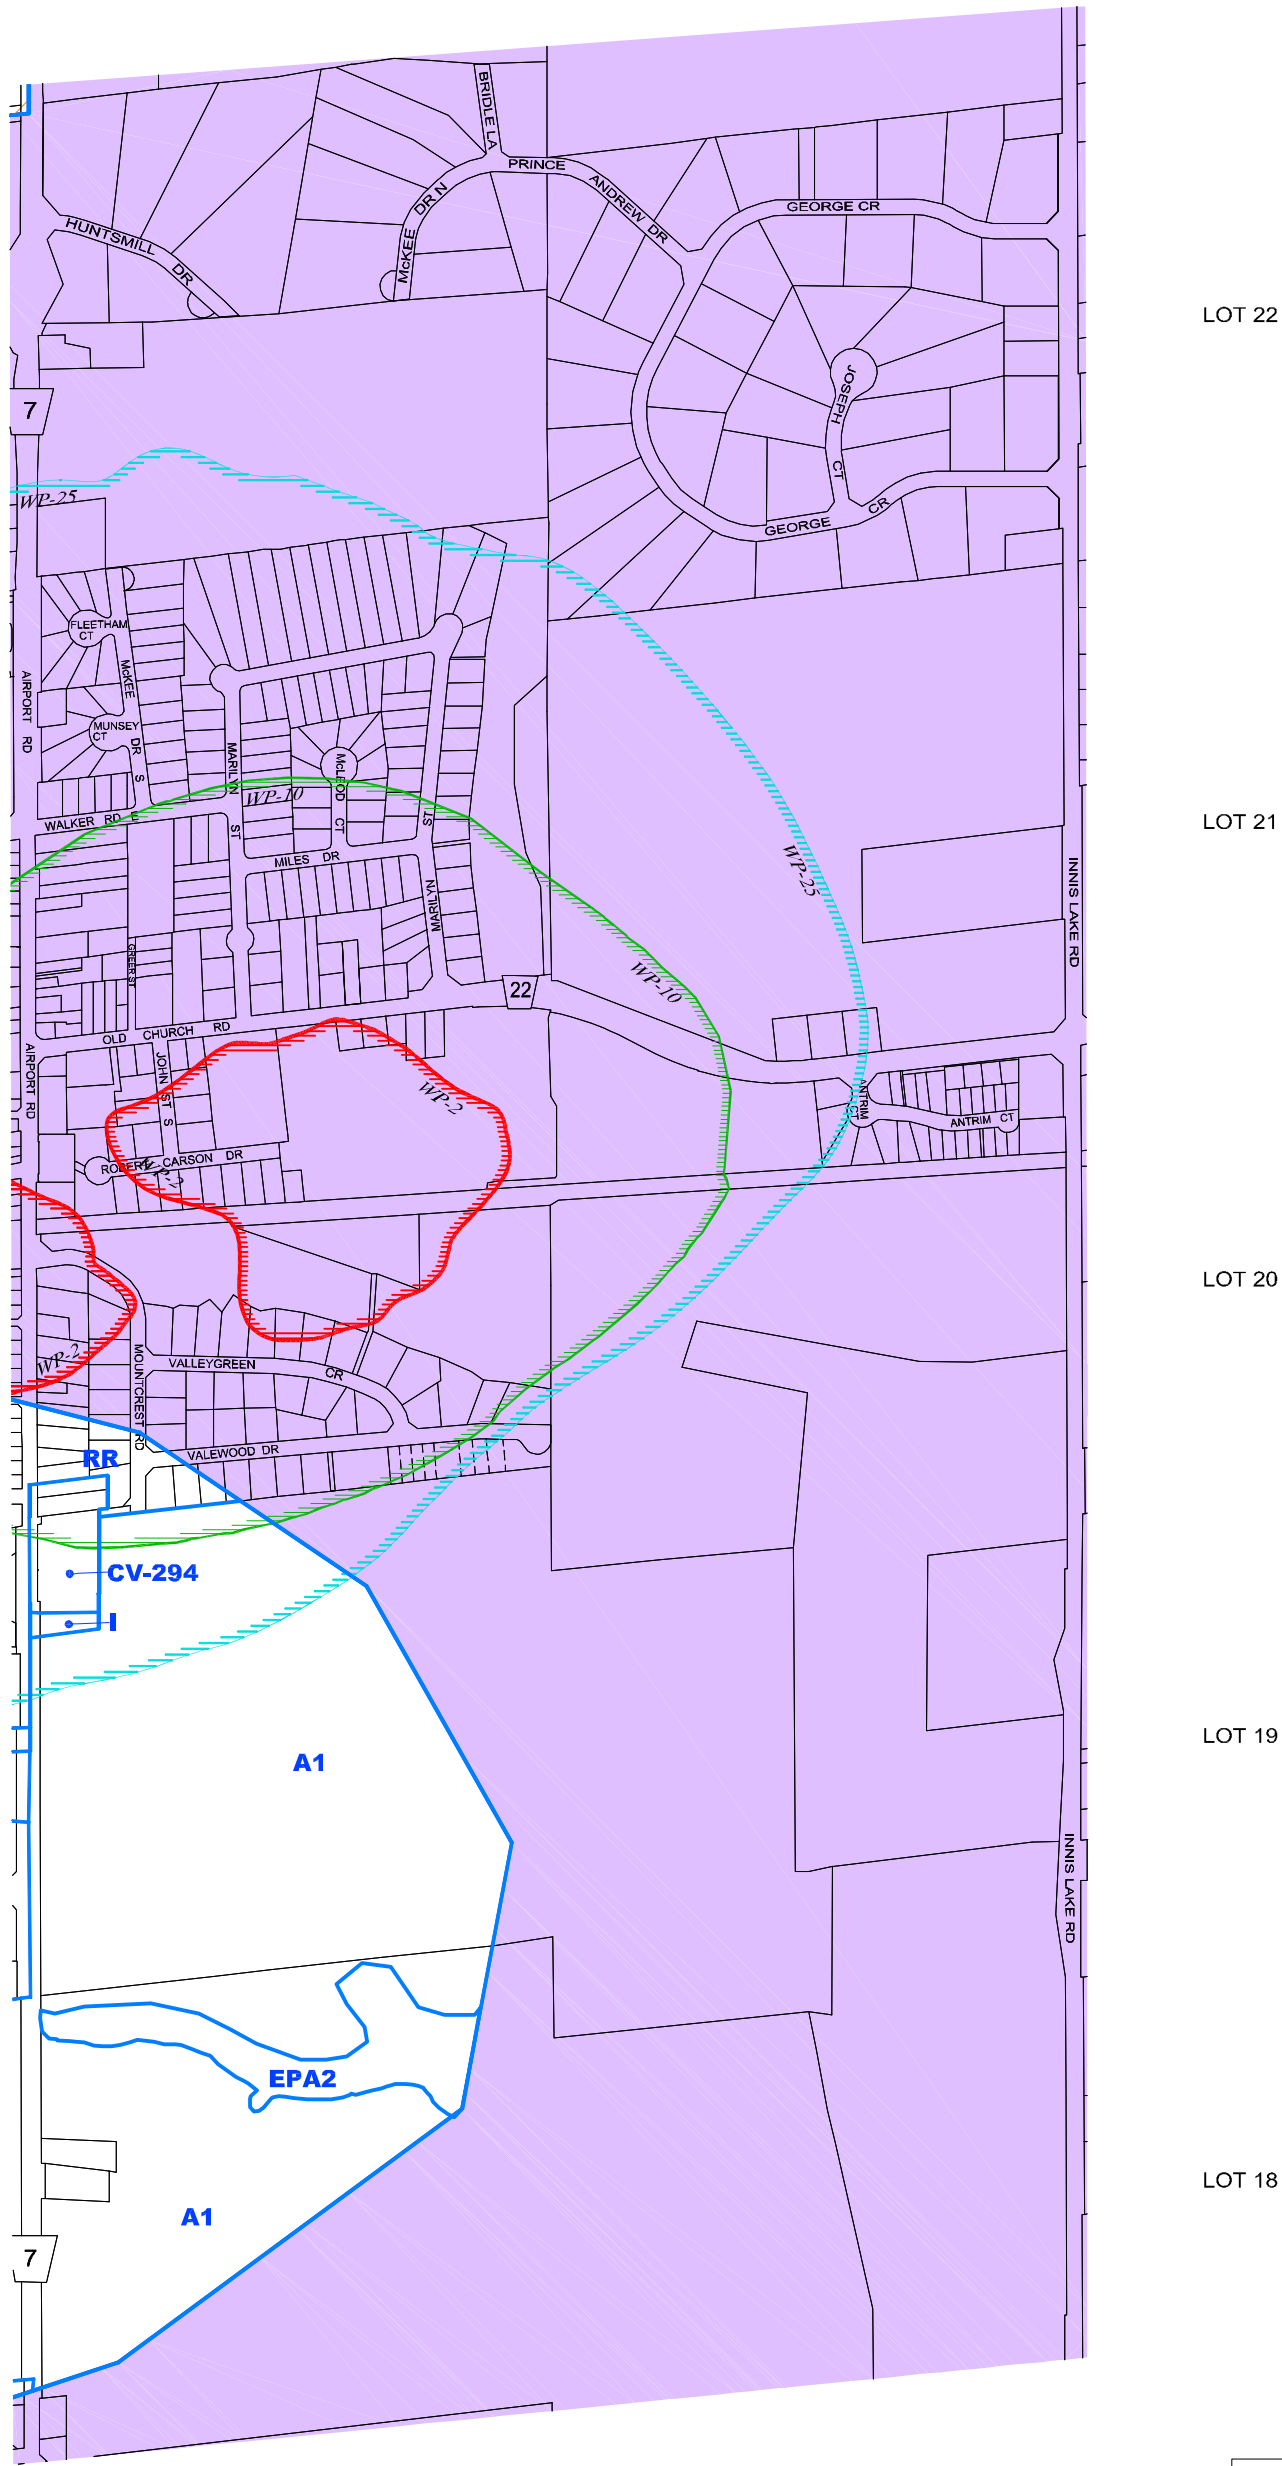 BRIDLE LA
PRINCE
ANDREW DR
McKEE DR N
GEORGE CR
HUNTSMILL DR
LOT 22
JOSEPH CT
7
WP-25
GEORGE CR
FLEETHAM
CT
McKEE DR S
AIRPORT RD
MUNSEY
CT
MARILYN ST
McLEOD CT
WP-10
WALKER RD E
ST
LOT 21
MILES DR
WP-25
INNIS LAKE RD
MARILYN
GREER ST
WP-10
22
OLD CHURCH RD
AIRPORT RD
JOHN ST S
WP-2
ANTRIM
CT
ANTRIM CT
ROBERT CARSON DR
WP-2
LOT 20
MOUNTCREST RD
WP-2
VALLEYGREEN CR
VALEWOOD DR
RR
CV-294
I
LOT 19
A1
INNIS LAKE RD
EPA2
LOT 18
A1
7